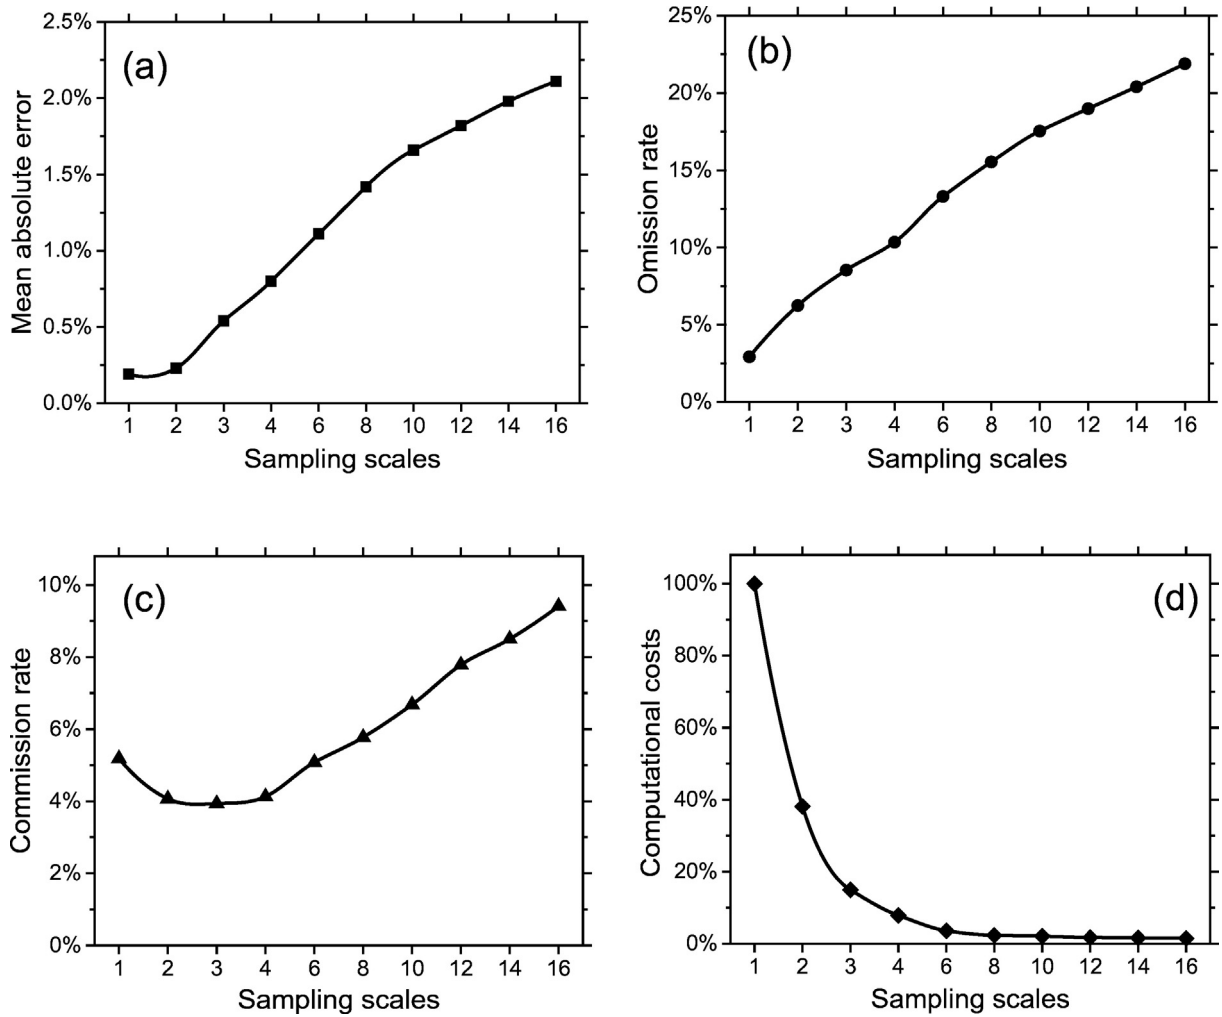 (a)
Mean absolute error
2.5%
2.0%
1.5%
1.0%
0.5%
0.0%
1 2 3 4 6 8 10 12 14 16
Sampling scales
(b)
Omission rate
25%
20%
15%
10%
5%
0%
1 2 3 4 6 8 10 12 14 16
Sampling scales
(c)
Commission rate
10%
8%
6%
4%
2%
0%
1 2 3 4 6 8 10 12 14 16
Sampling scales
(d)
Computational costs
100%
80%
60%
40%
20%
0%
1 2 3 4 6 8 10 12 14 16
Sampling scales